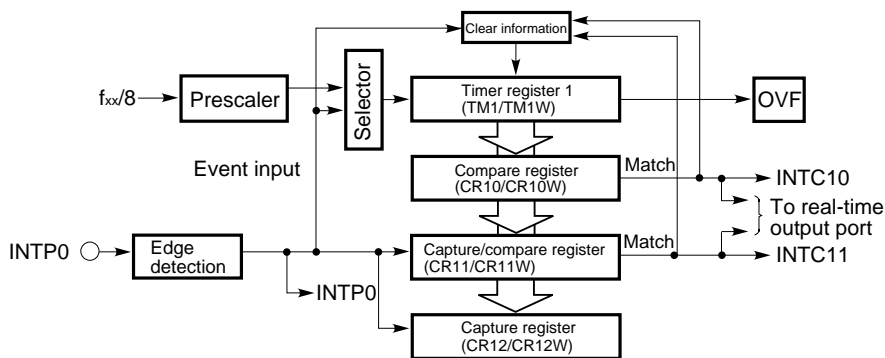 Clear information
fxx/8
Prescaler
Selector
Timer register 1
(TM1/TM1W)
OVF
Event input
Compare register
(CR10/CR10W)
Match
INTC10
To real-time
output port
INTP0
Edge
detection
Capture/compare register
(CR11/CR11W)
Match
INTC11
INTP0
Capture register
(CR12/CR12W)